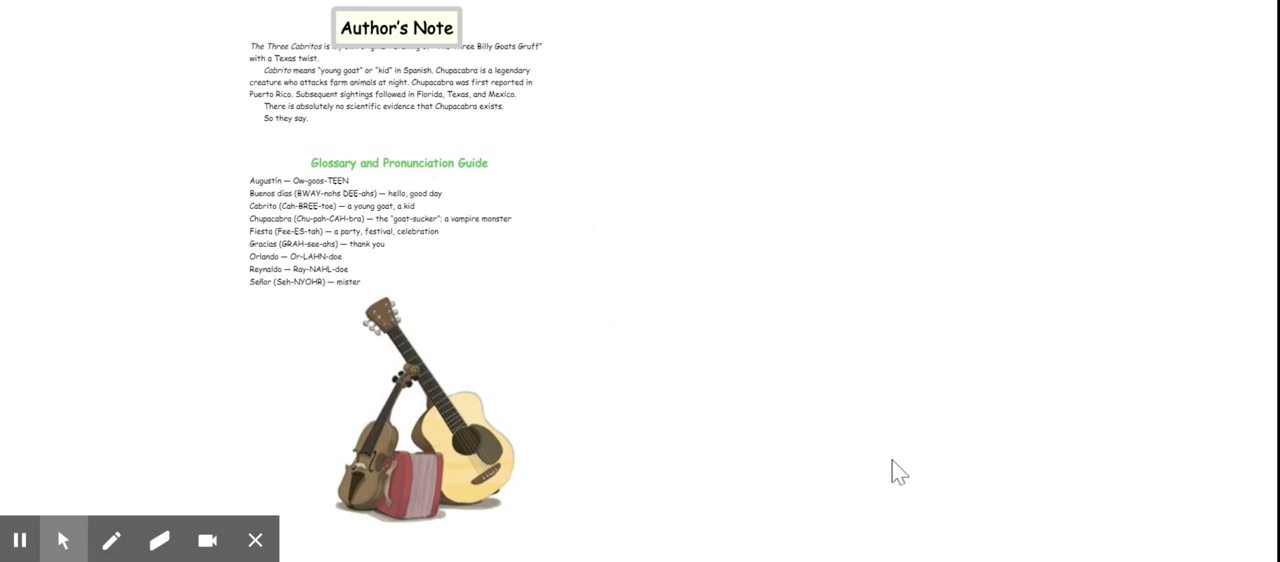 Author's Note
The Three Cabritos is "The Three Billy Goats Gruff"
with a Texas twist.
Cabrito means "young goat" or "kid" in Spanish. Chupacabra is a legendary
creature who attacks farm animals at night. Chupacabra was first reported in
Puerto Rico. Subsequent sightings followed in Florida, Texas, and Mexico.
There is absolutely no scientific evidence that Chupacabra exists.
So they say.
Glossary and Pronunciation Guide
Augustín — Ow-goos-TEEN
Buenos días (BWAY-nohs DEE-ahs) — hello, good day
Cabrito (Cah-BREE-toe) — a young goat, a kid
Chupacabra (Chu-pah-CAH-bra) — the "goat-sucker"; a vampire monster
Fiesta (Fee-ES-tah) — a party, festival, celebration
Gracias (GRAH-see-ahs) — thank you
Orlando — Or-LAHN-doe
Reynaldo — Ray-NAHL-doe
Señor (Seh-NYOHR) — mister